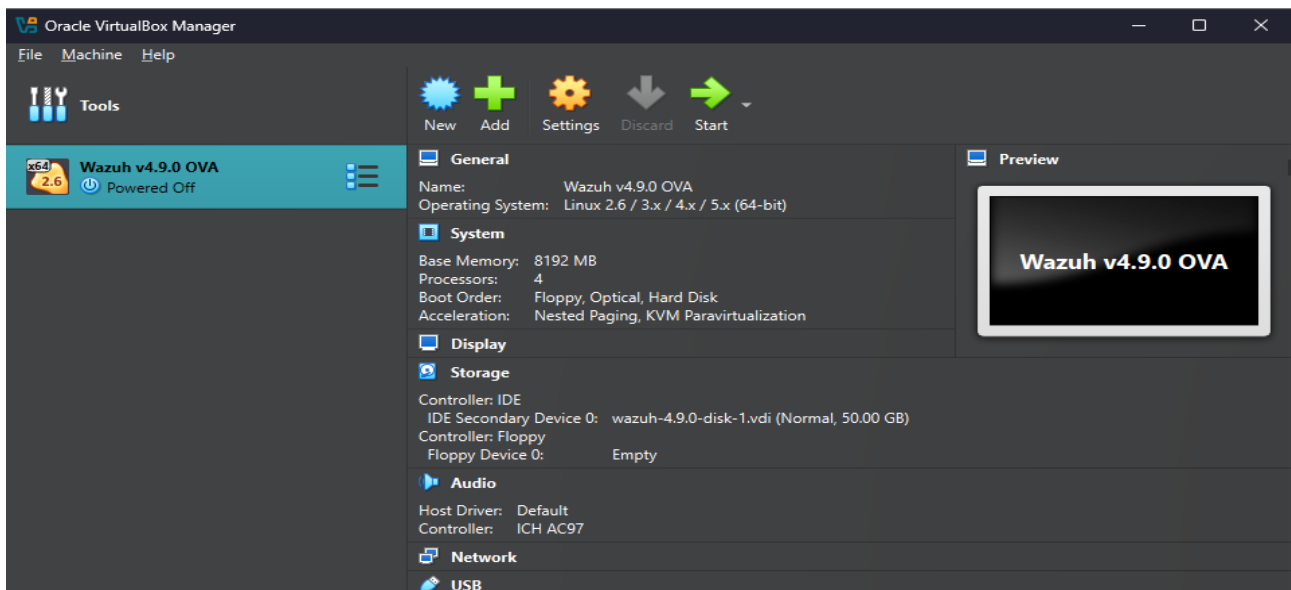 Oracle VirtualBox Manager
File Machine Help
Tools
New Add Settings Discard Start
x64
2.6
Wazuh v4.9.0 OVA
Powered Off
General
Name: Wazuh v4.9.0 OVA
Operating System: Linux 2.6 / 3.x / 4.x / 5.x (64-bit)
System
Base Memory: 8192 MB
Processors: 4
Boot Order: Floppy, Optical, Hard Disk
Acceleration: Nested Paging, KVM Paravirtualization
Display
Storage
Controller: IDE
IDE Secondary Device 0: wazuh-4.9.0-disk-1.vdi (Normal, 50.00 GB)
Controller: Floppy
Floppy Device 0: Empty
Audio
Host Driver: Default
Controller: ICH AC97
Network
USB
Preview
Wazuh v4.9.0 OVA